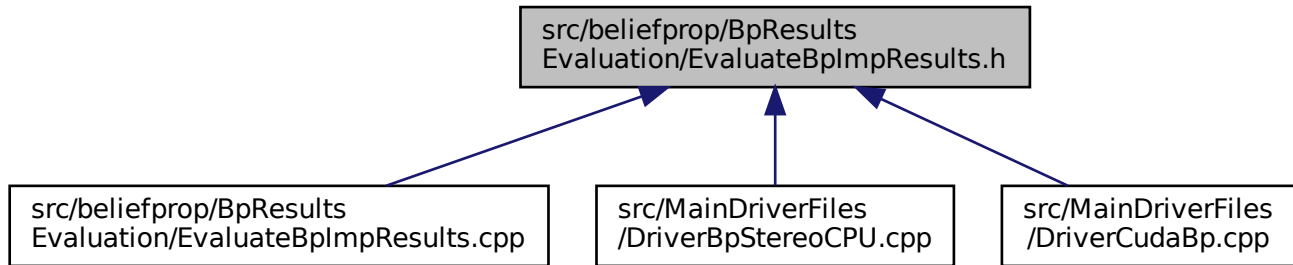 src/beliefprop/BpResults
Evaluation/EvaluateBpImpResults.h
src/beliefprop/BpResults
Evaluation/EvaluateBpImpResults.cpp
src/MainDriverFiles
/DriverBpStereoCPU.cpp
src/MainDriverFiles
/DriverCudaBp.cpp